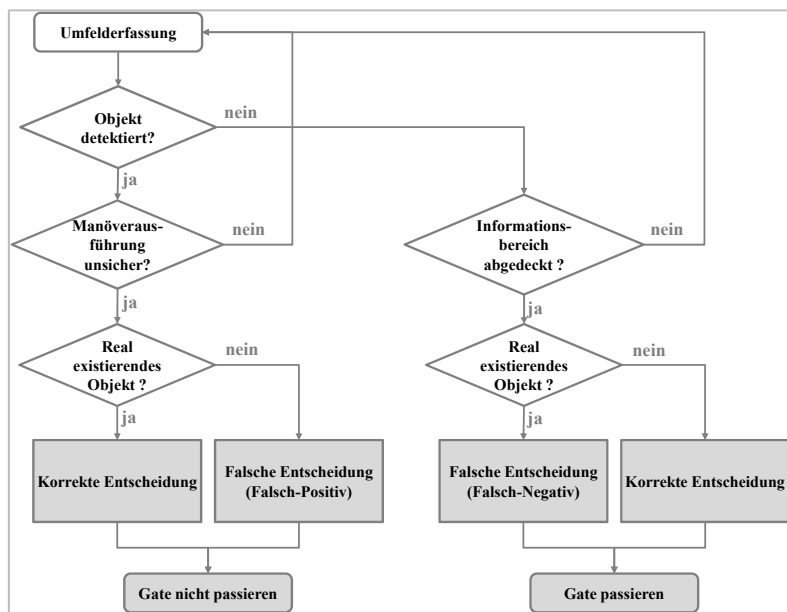 Umfelderfassung
Objekt
detektiert?
nein
ja
Manöveraus-
führung
unsicher?
nein
Informations-
bereich
abgedeckt ?
nein
ja
ja
Real
existierendes
Objekt ?
nein
Real
existierendes
Objekt ?
nein
ja
ja
Korrekte Entscheidung
Falsche Entscheidung
(Falsch-Positiv)
Falsche Entscheidung
(Falsch-Negativ)
Korrekte Entscheidung
Gate nicht passieren
Gate passieren